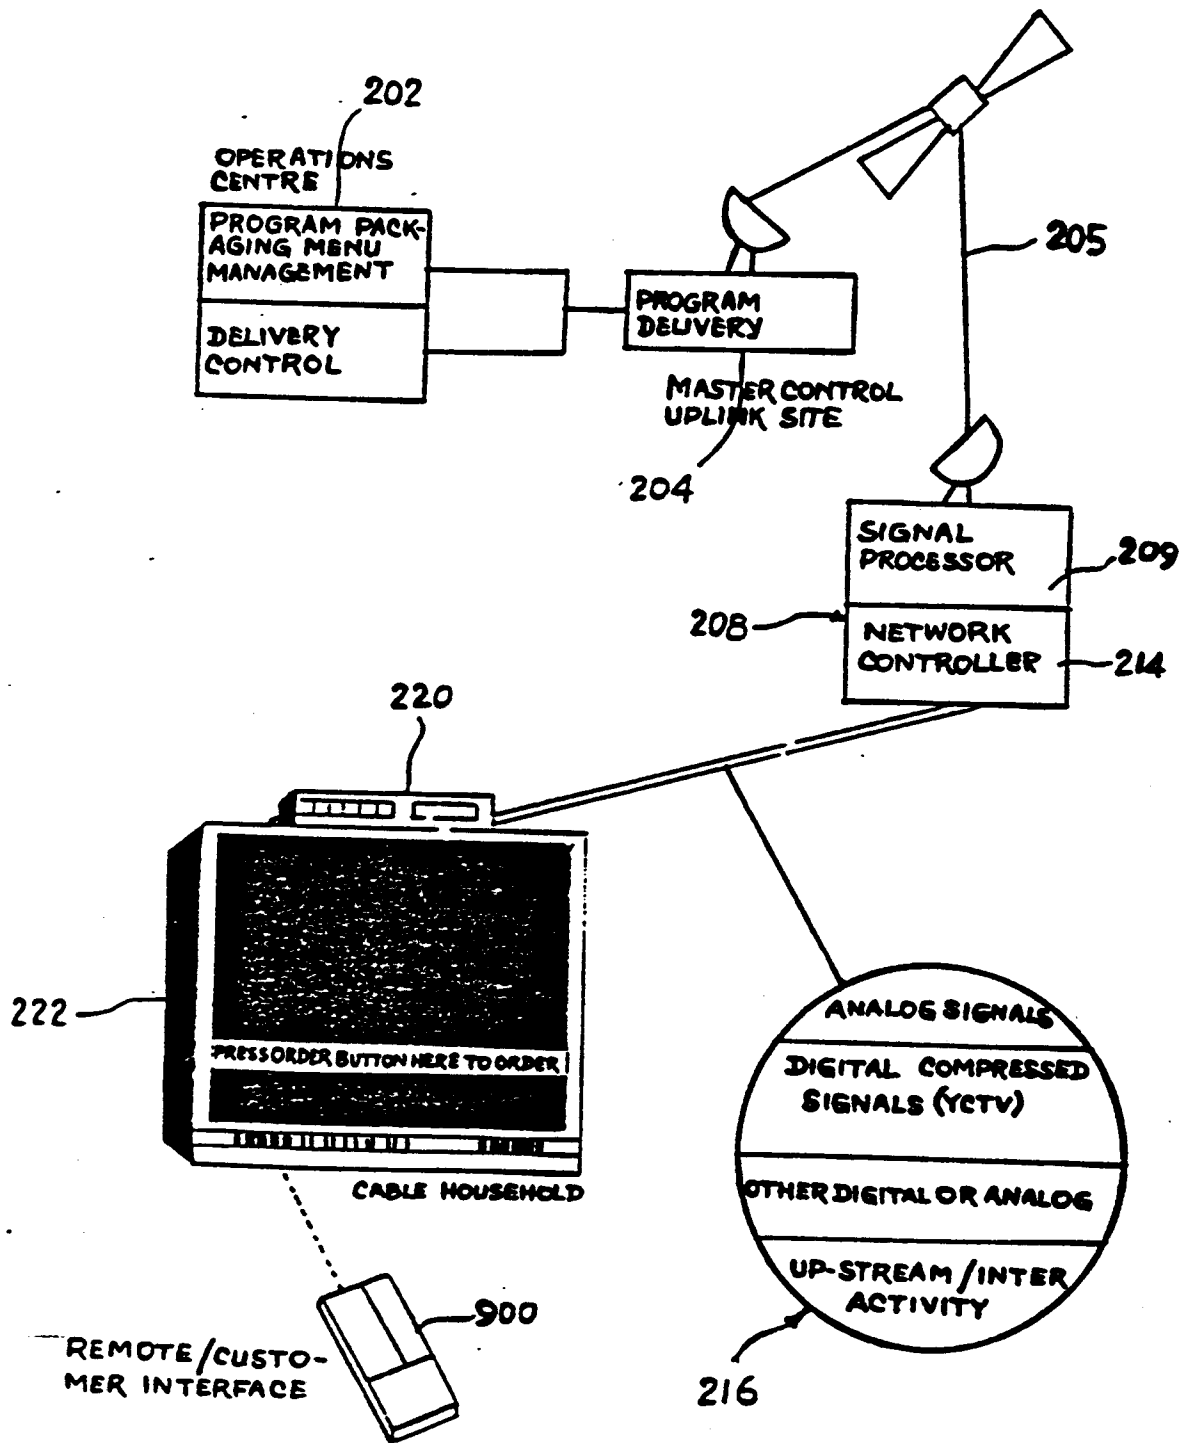 202
OPERATIONS
CENTRE
PROGRAM PACK-
AGING MENU
MANAGEMENT
DELIVERY
CONTROL
PROGRAM
DELIVERY
205
MASTER CONTROL
UPLINK SITE
204
SIGNAL
PROCESSOR
209
208
NETWORK
CONTROLLER
214
220
222
PRESS ORDER BUTTON HERE TO ORDER
CABLE HOUSEHOLD
ANALOG SIGNALS
DIGITAL COMPRESSED
SIGNALS (YCTV)
OTHER DIGITAL OR ANALOG
UP-STREAM/INTER
ACTIVITY
216
900
REMOTE/CUSTO-
MER INTERFACE